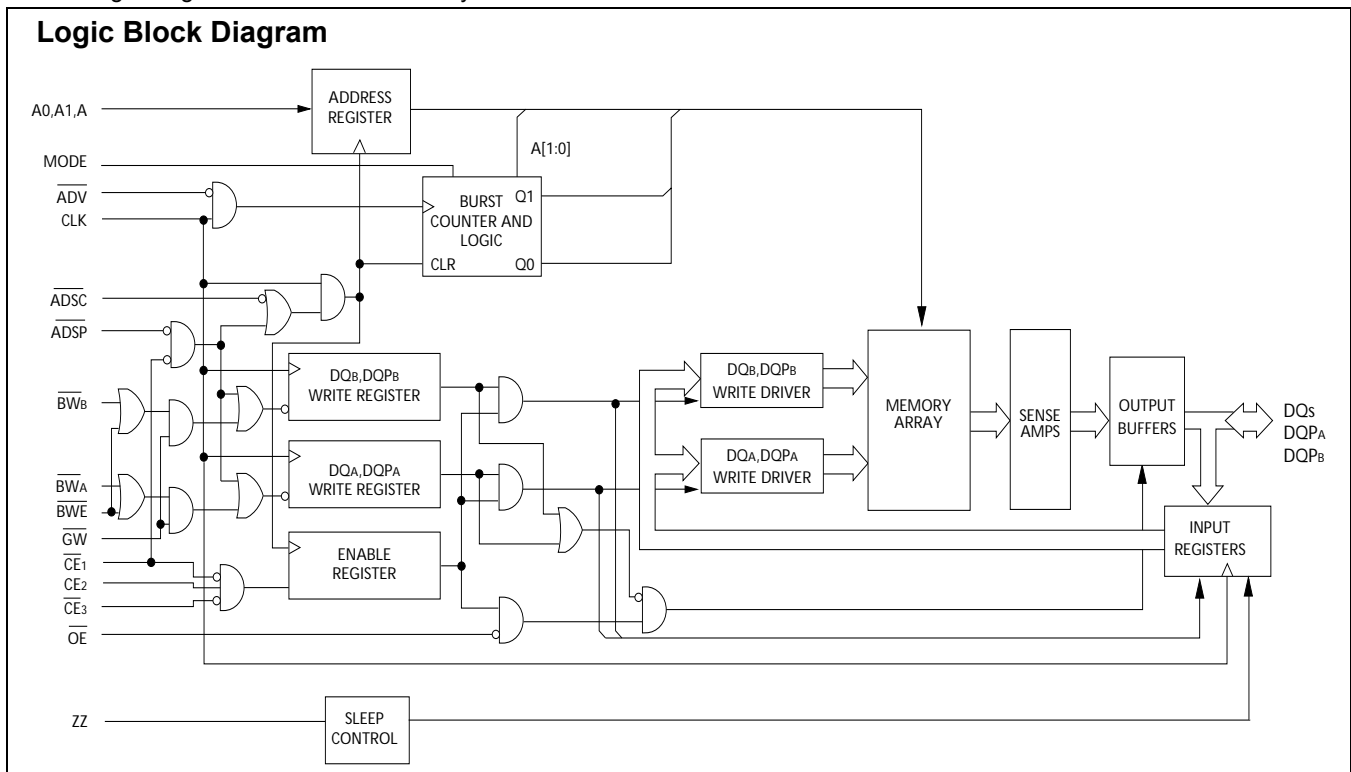 Logic Block Diagram
A0,A1,A
ADDRESS
REGISTER
MODE
A[1:0]
ADV
CLK
BURST
COUNTER AND
LOGIC
Q1
CLR
Q0
ADSC
ADSP
DQB,DQPB
WRITE REGISTER
DQB,DQPB
WRITE DRIVER
MEMORY
ARRAY
SENSE
AMPS
OUTPUT
BUFFERS
DQs
DQPA
DQPB
BWB
DQA,DQPA
WRITE REGISTER
DQA,DQPA
WRITE DRIVER
BWA
BWE
GW
CE1
CE2
CE3
ENABLE
REGISTER
INPUT
REGISTERS
OE
ZZ
SLEEP
CONTROL